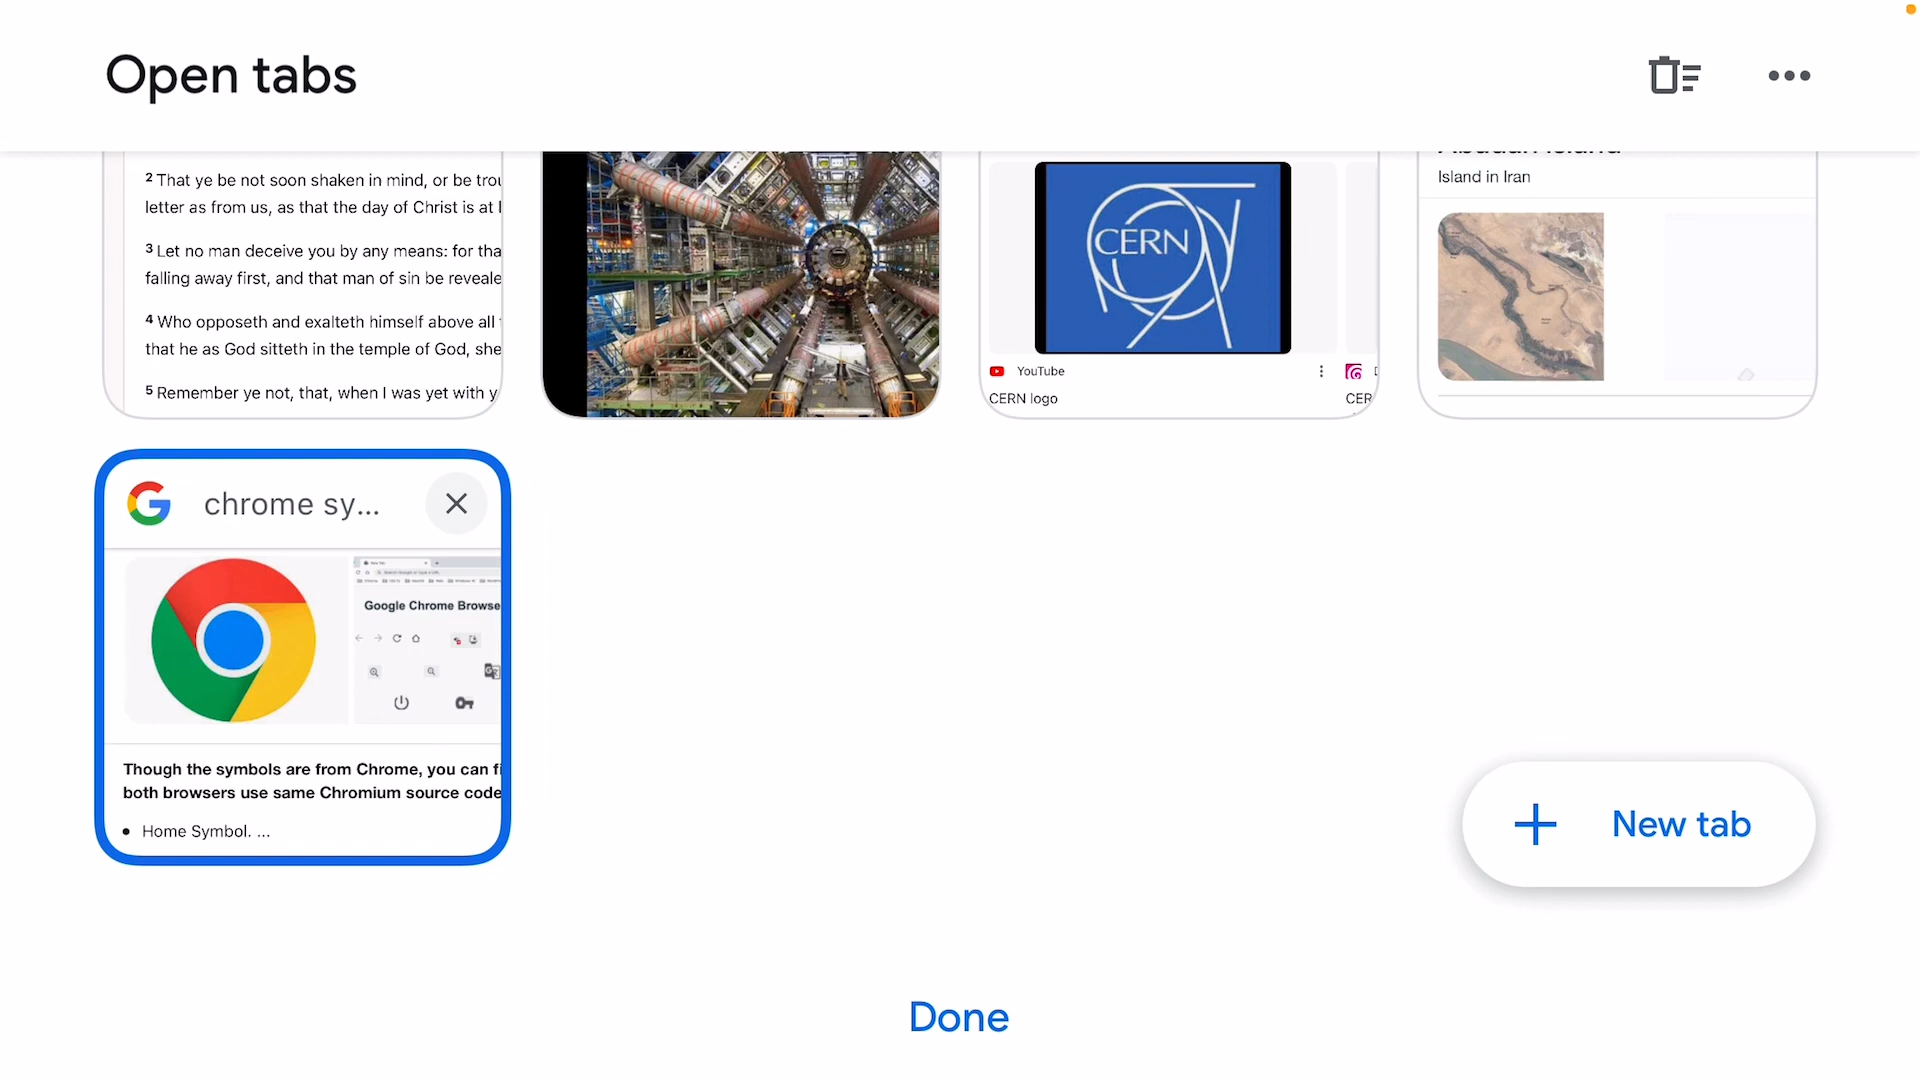 Open tabs
Island in Iran
2 That ye be not soon shaken in mind, or be trou
letter as from us, as that the day of Christ is at
3 Let no man deceive you by any means: for tha
falling away first, and that man of sin be reveale
4 Who opposeth and exalteth himself above all
that he as God sitteth in the temple of God, she
5 Remember ye not, that, when I was yet with y
CERN
YouTube
CERN logo
CER
chrome sy...
Google Chrome Browse
Though the symbols are from Chrome, you can fi
both browsers use same Chromium source code
• Home Symbol. ...
New tab
Done